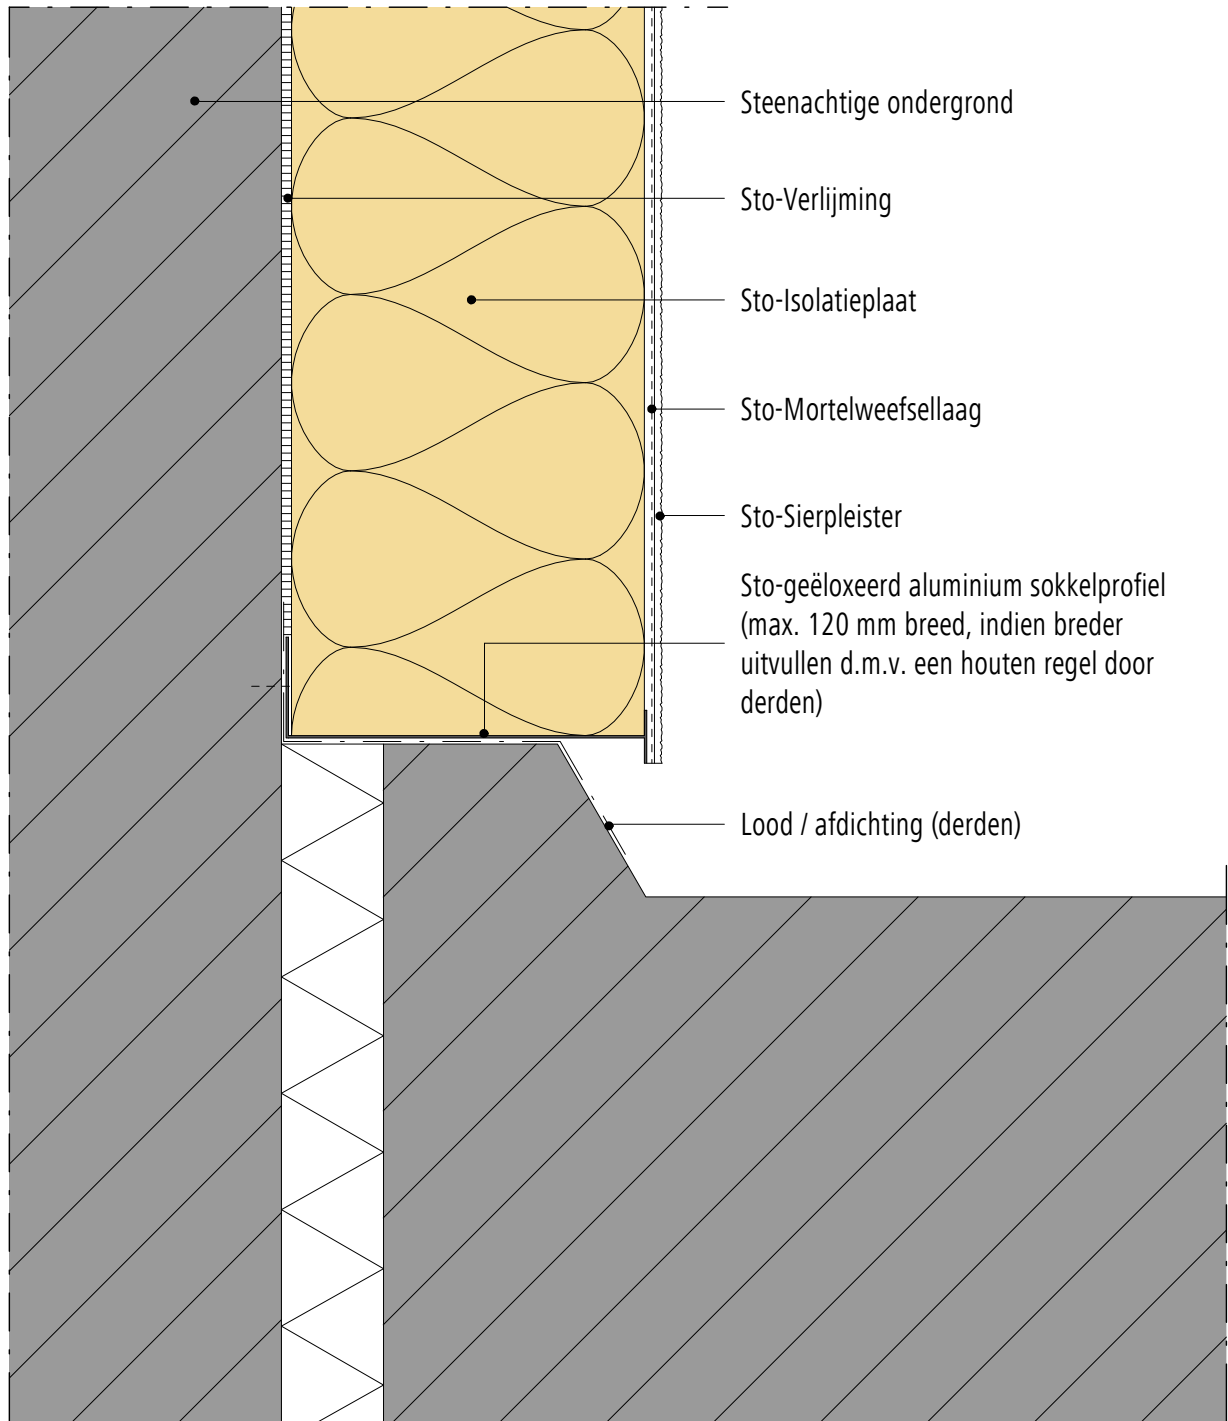 Steenachtige ondergrond
Sto-Verlijming
Sto-Isolatieplaat
Sto-Mortelweefsellaag
Sto-Sierpleister
Sto-geëloxeerd aluminium sokkelprofiel
(max. 120 mm breed, indien breder
uitvullen d.m.v. een houten regel door
derden)
Lood / afdichting (derden)